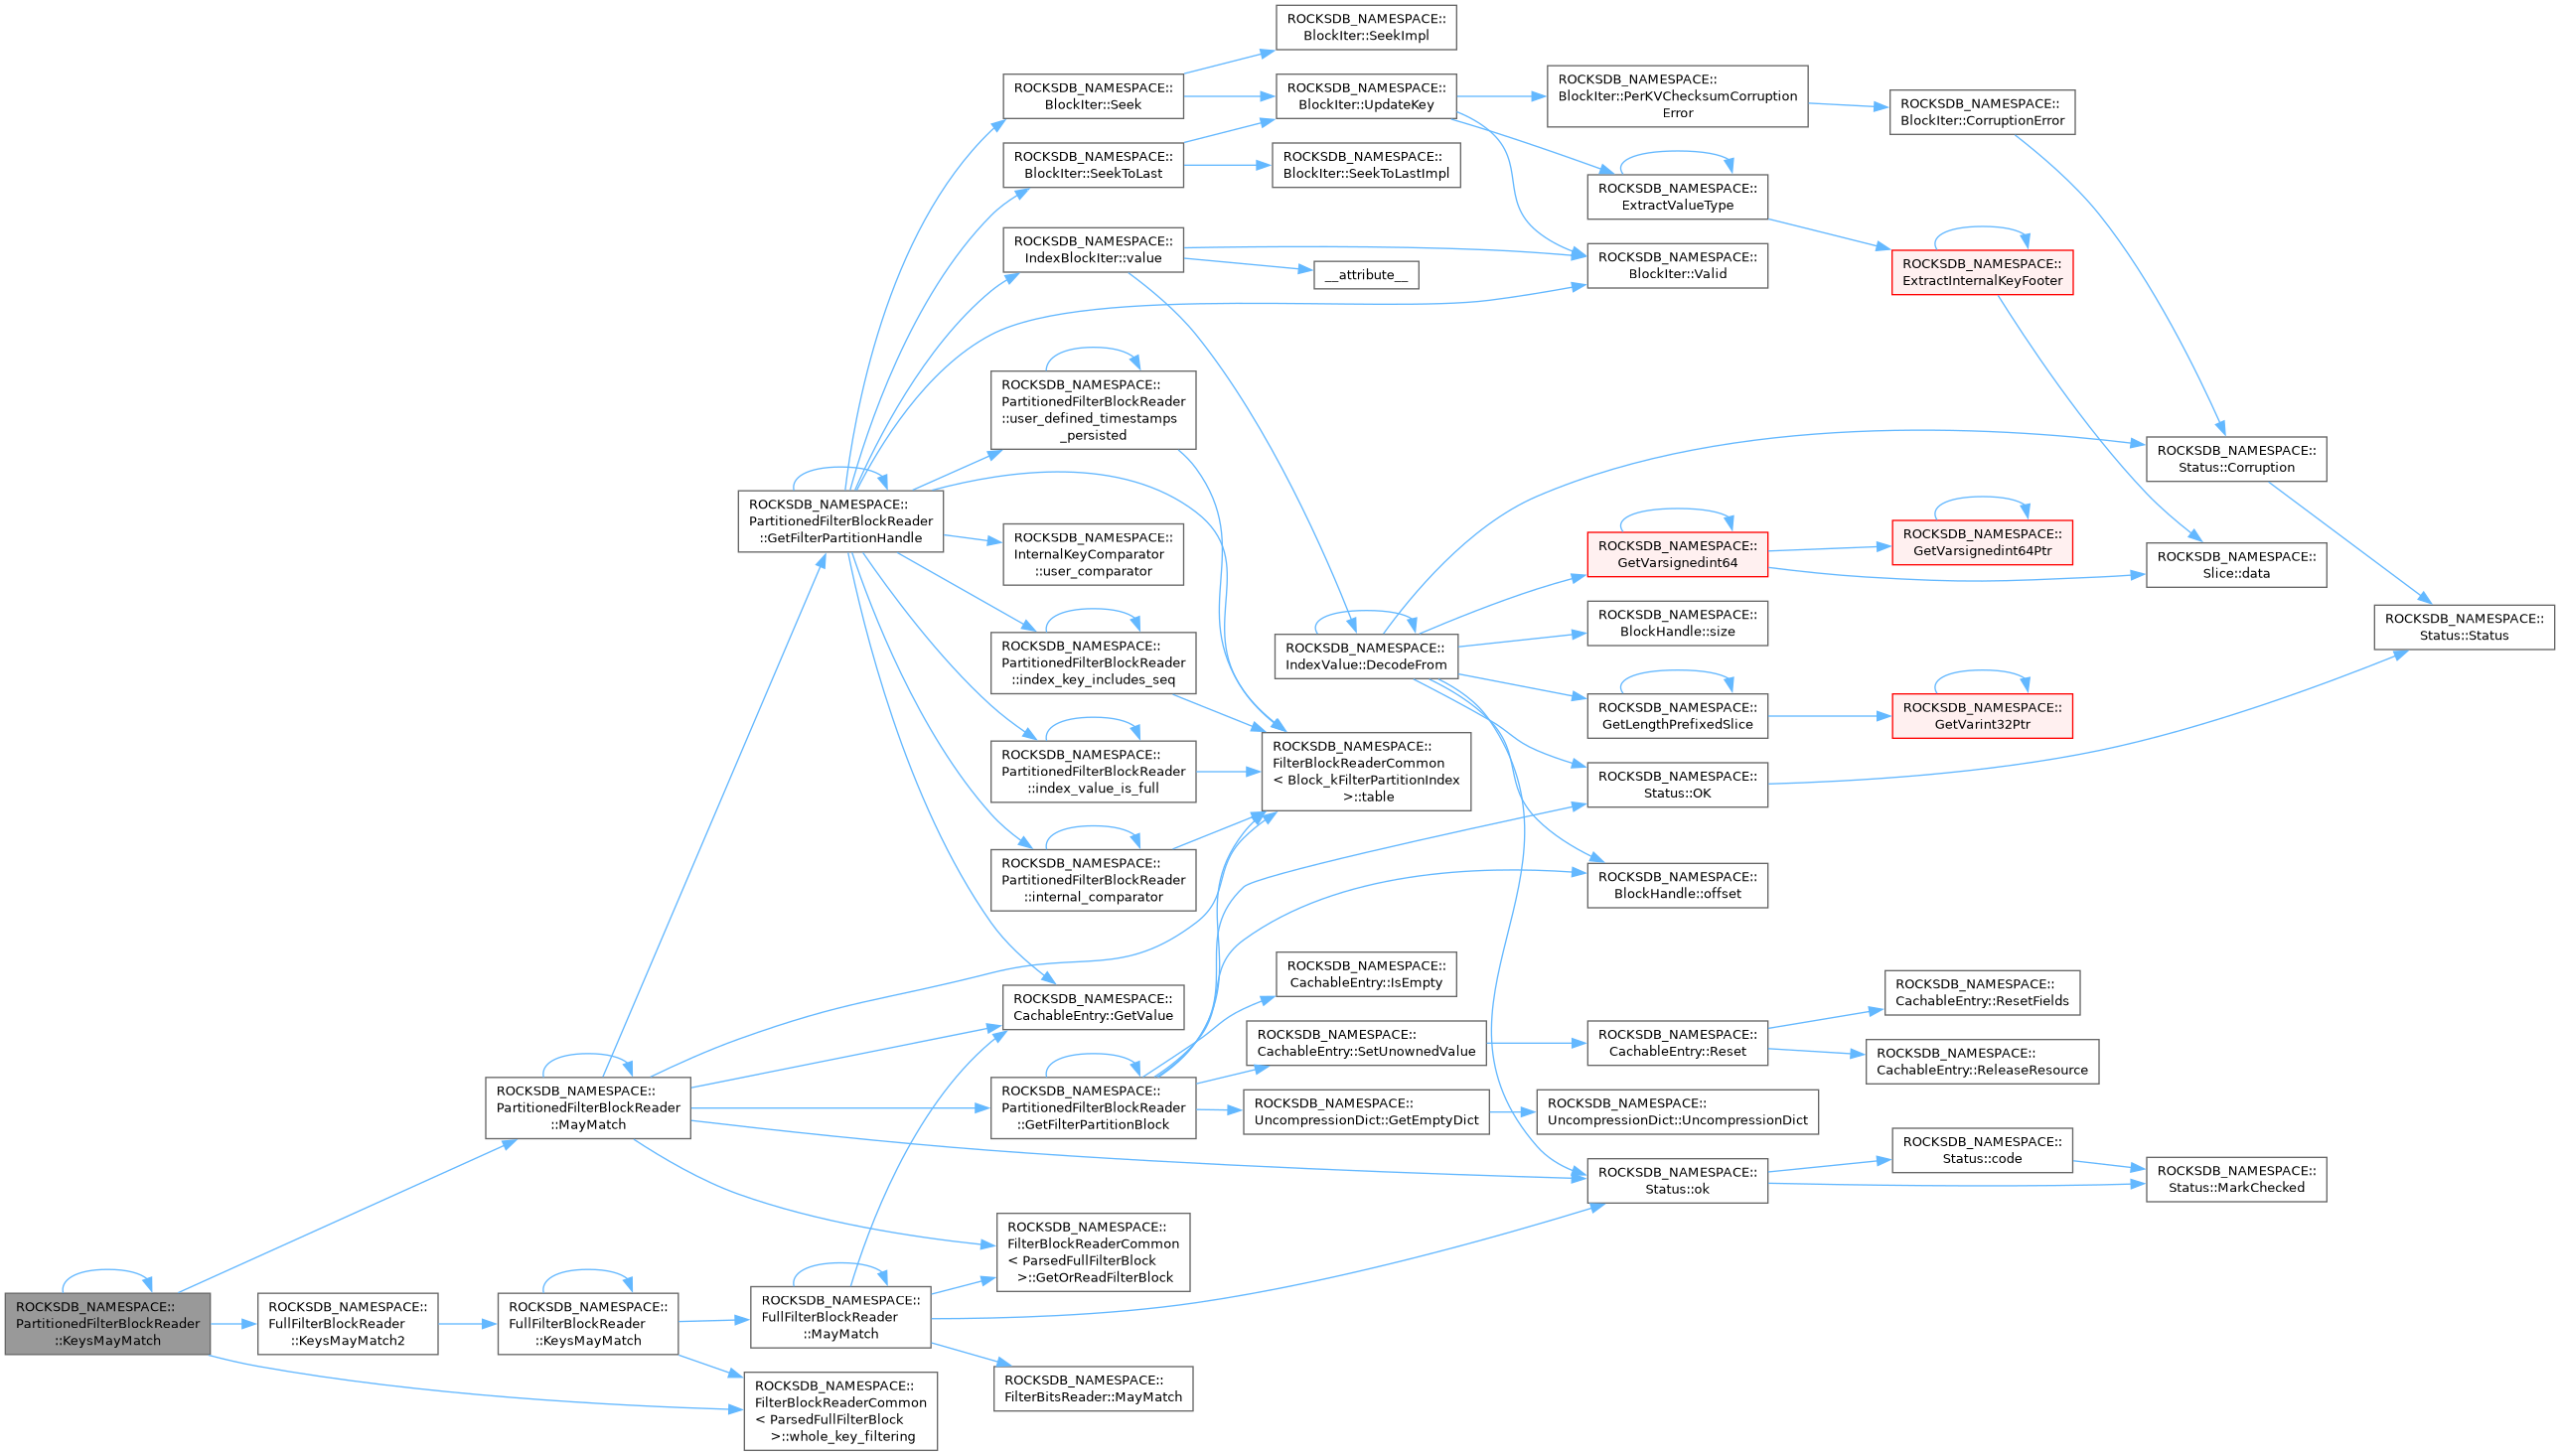 ROCKSDB_NAMESPACE::
BlockIter::SeekImpl
ROCKSDB_NAMESPACE::
BlockIter::Seek
ROCKSDB_NAMESPACE::
BlockIter::UpdateKey
ROCKSDB_NAMESPACE::
BlockIter::PerKVChecksumCorruption
Error
ROCKSDB_NAMESPACE::
BlockIter::CorruptionError
ROCKSDB_NAMESPACE::
BlockIter::SeekToLast
ROCKSDB_NAMESPACE::
BlockIter::SeekToLastImpl
ROCKSDB_NAMESPACE::
ExtractValueType
ROCKSDB_NAMESPACE::
IndexBlockIter::value
__attribute__
ROCKSDB_NAMESPACE::
BlockIter::Valid
ROCKSDB_NAMESPACE::
ExtractInternalKeyFooter
ROCKSDB_NAMESPACE::
PartitionedFilterBlockReader
::user_defined_timestamps
_persisted
ROCKSDB_NAMESPACE::
Status::Corruption
ROCKSDB_NAMESPACE::
PartitionedFilterBlockReader
::GetFilterPartitionHandle
ROCKSDB_NAMESPACE::
InternalKeyComparator
::user_comparator
ROCKSDB_NAMESPACE::
GetVarsignedint64
ROCKSDB_NAMESPACE::
GetVarsignedint64Ptr
ROCKSDB_NAMESPACE::
Slice::data
ROCKSDB_NAMESPACE::
PartitionedFilterBlockReader
::index_key_includes_seq
ROCKSDB_NAMESPACE::
IndexValue::DecodeFrom
ROCKSDB_NAMESPACE::
BlockHandle::size
ROCKSDB_NAMESPACE::
Status::Status
ROCKSDB_NAMESPACE::
GetLengthPrefixedSlice
ROCKSDB_NAMESPACE::
GetVarint32Ptr
ROCKSDB_NAMESPACE::
PartitionedFilterBlockReader
::index_value_is_full
ROCKSDB_NAMESPACE::
FilterBlockReaderCommon
< Block_kFilterPartitionIndex
>::table
ROCKSDB_NAMESPACE::
Status::OK
ROCKSDB_NAMESPACE::
PartitionedFilterBlockReader
::internal_comparator
ROCKSDB_NAMESPACE::
BlockHandle::offset
ROCKSDB_NAMESPACE::
CachableEntry::GetValue
ROCKSDB_NAMESPACE::
CachableEntry::IsEmpty
ROCKSDB_NAMESPACE::
CachableEntry::ResetFields
ROCKSDB_NAMESPACE::
CachableEntry::SetUnownedValue
ROCKSDB_NAMESPACE::
CachableEntry::Reset
ROCKSDB_NAMESPACE::
CachableEntry::ReleaseResource
ROCKSDB_NAMESPACE::
PartitionedFilterBlockReader
::MayMatch
ROCKSDB_NAMESPACE::
PartitionedFilterBlockReader
::GetFilterPartitionBlock
ROCKSDB_NAMESPACE::
UncompressionDict::GetEmptyDict
ROCKSDB_NAMESPACE::
UncompressionDict::UncompressionDict
ROCKSDB_NAMESPACE::
Status::ok
ROCKSDB_NAMESPACE::
Status::code
ROCKSDB_NAMESPACE::
Status::MarkChecked
ROCKSDB_NAMESPACE::
FilterBlockReaderCommon
< ParsedFullFilterBlock
>::GetOrReadFilterBlock
ROCKSDB_NAMESPACE::
PartitionedFilterBlockReader
::KeysMayMatch
ROCKSDB_NAMESPACE::
FullFilterBlockReader
::KeysMayMatch2
ROCKSDB_NAMESPACE::
FullFilterBlockReader
::KeysMayMatch
ROCKSDB_NAMESPACE::
FullFilterBlockReader
::MayMatch
ROCKSDB_NAMESPACE::
FilterBitsReader::MayMatch
ROCKSDB_NAMESPACE::
FilterBlockReaderCommon
< ParsedFullFilterBlock
>::whole_key_filtering